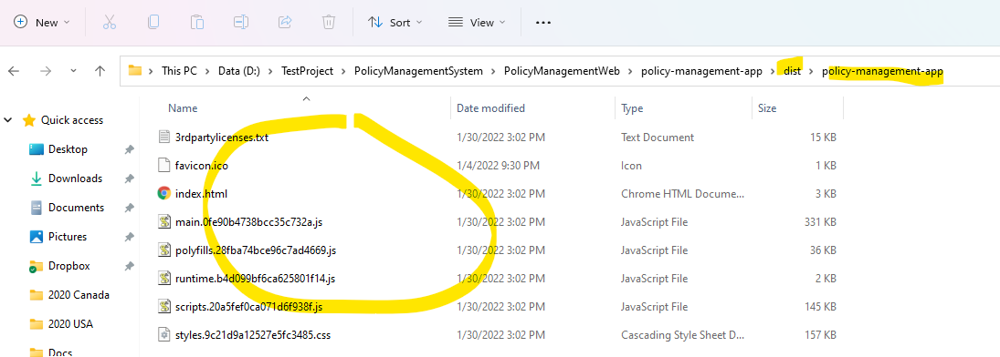 New Sort View
This PC Data (D:) TestProject PolicyManagementSystem PolicyManagementWeb policy-management-app dist policy-management-app
Name Date modified Type Size
Quick access
3rdpartylicenses.txt 1/30/2022 3:02 PM Text Document 15 KB
Desktop
favicon.ico 1/4/2022 9:30 PM Icon 1 KB
Downloads
index.html 1/30/2022 3:02 PM Chrome HTML Docume... 3 KB
Documents
main.0fe90b4738bcc35c732a.js 1/30/2022 3:02 PM JavaScript File 331 KB
Pictures
polyfills.28fba74bce96c7ad4669.js 1/30/2022 3:02 PM JavaScript File 36 KB
Dropbox
runtime.b4d099bf6ca625801f14.js 1/30/2022 3:02 PM JavaScript File 2 KB
2020 Canada
scripts.20a5fef0ca071d6f938f.js 1/30/2022 3:02 PM JavaScript File 145 KB
2020 USA
styles.9c21d9a12527e5fc3485.css 1/30/2022 3:02 PM Cascading Style Sheet D... 157 KB
Docs